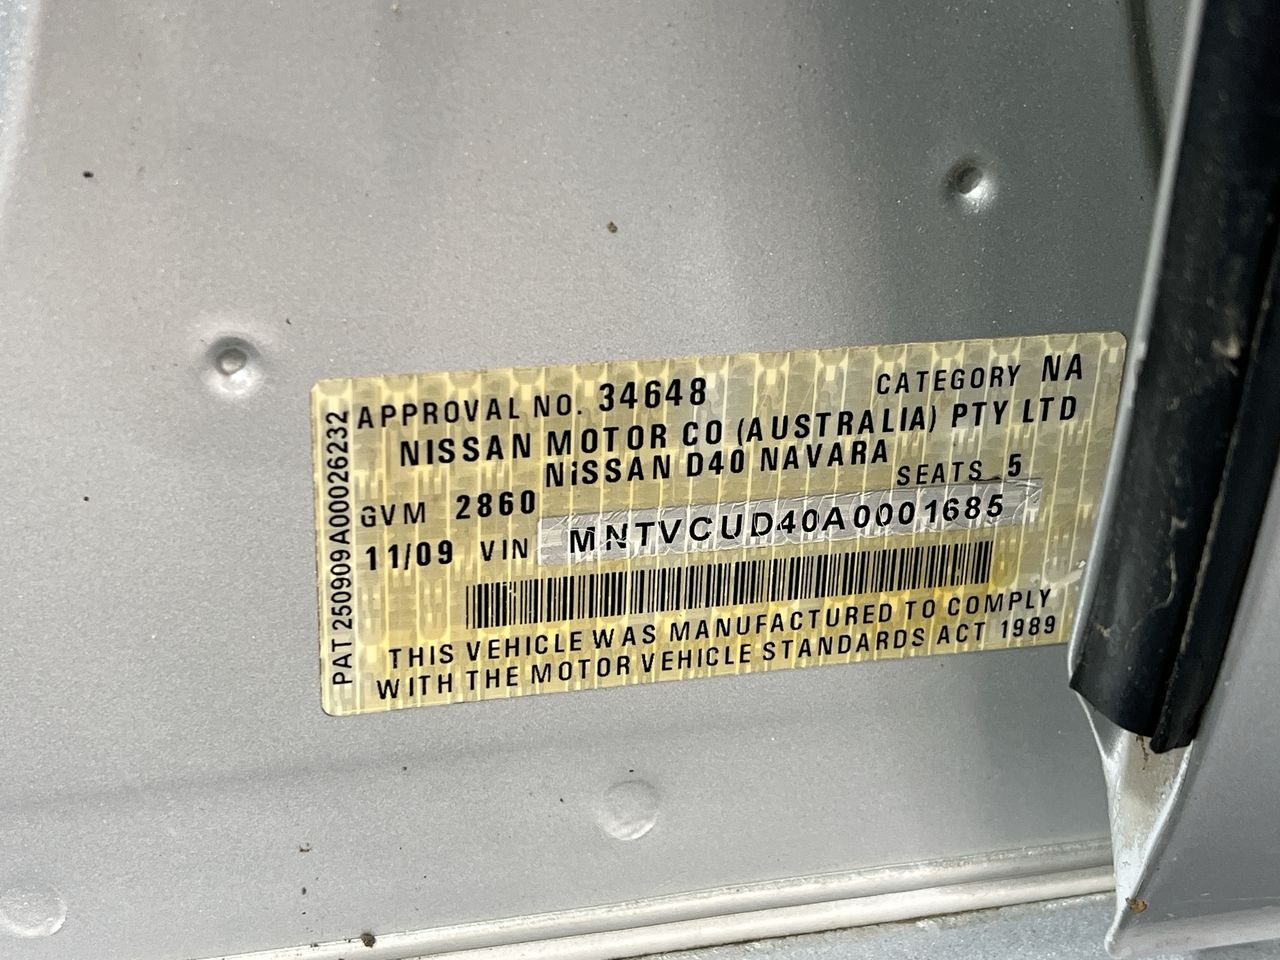 APPROVAL NO. 34648 CATEGORY NA
NISSAN MOTOR CO (AUSTRALIA) PTY LTD
NiSSAN D40 NAVARA
GVM 2860 SEATS 5
11/09 VIN MNTVCUD40A0001685
THIS VEHICLE WAS MANUFACTURED TO COMPLY
WITH THE MOTOR VEHICLE STANDARDS ACT 1989
PAT 250909A00026232